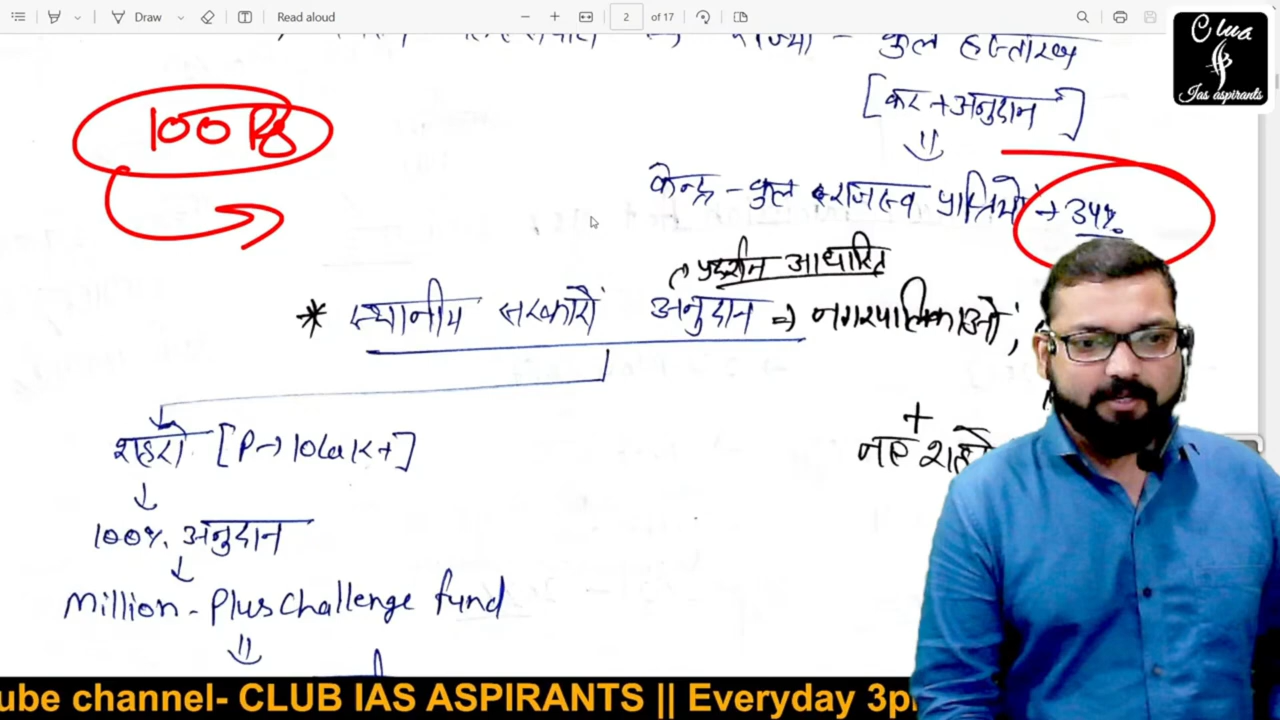 Draw
Read aloud
2 of 17
Clua
Ias aspirants
कुल हस्तांतरण
[कर + अनुदान]
100 Pg
केन्द्र - कुल राजस्व प्राप्तियों → 34%
प्रदर्शन आधारित
* स्थानीय सरकारों अनुदान ⇒ नगरपालिकाओं,
+
नए शहरों
शहरों [P → 10 lakh +]
100% अनुदान
Million - Plus Challenge fund
ube channel- CLUB IAS ASPIRANTS || Everyday 3p